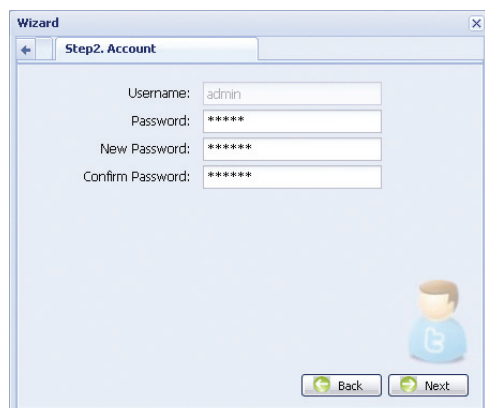 Wizard
Step2. Account
Username: admin
Password: *****
New Password: ******
Confirm Password: ******
Back Next